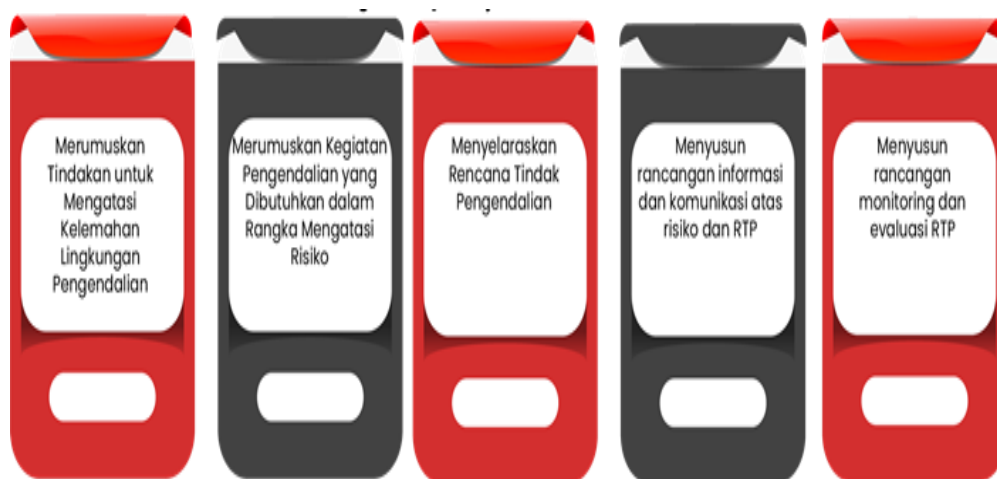 Merumuskan
Tindakan untuk
Mengatasi
Kelemahan
Lingkungan
Pengendalian
Merumuskan Kegiatan
Pengendalian yang
Dibutuhkan dalam
Rangka Mengatasi
Risiko
Menyelaraskan
Rencana Tindak
Pengendalian
Menyusun
rancangan informasi
dan komunikasi atas
risiko dan RTP
Menyusun
rancangan
monitoring dan
evaluasi RTP